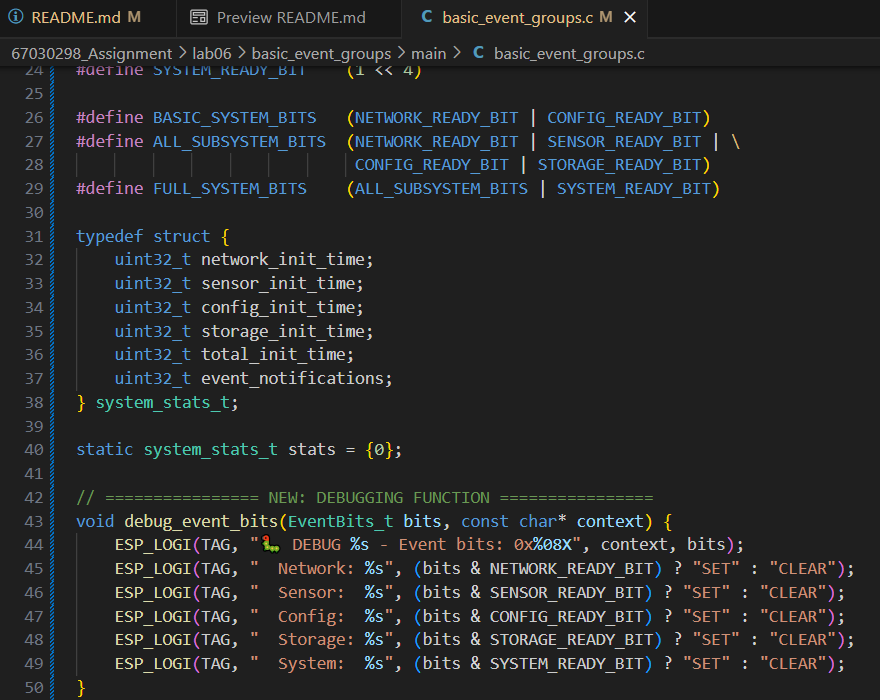 README.md M Preview README.md C basic_event_groups.c M
67030298_Assignment > lab06 > basic_event_groups > main > C basic_event_groups.c
24 #define SYSTEM_READY_BIT (1 << 4)
25
26 #define BASIC_SYSTEM_BITS (NETWORK_READY_BIT | CONFIG_READY_BIT)
27 #define ALL_SUBSYSTEM_BITS (NETWORK_READY_BIT | SENSOR_READY_BIT | \
28 CONFIG_READY_BIT | STORAGE_READY_BIT)
29 #define FULL_SYSTEM_BITS (ALL_SUBSYSTEM_BITS | SYSTEM_READY_BIT)
30
31 typedef struct {
32 uint32_t network_init_time;
33 uint32_t sensor_init_time;
34 uint32_t config_init_time;
35 uint32_t storage_init_time;
36 uint32_t total_init_time;
37 uint32_t event_notifications;
38 } system_stats_t;
39
40 static system_stats_t stats = {0};
41
42 // ================ NEW: DEBUGGING FUNCTION ================
43 void debug_event_bits(EventBits_t bits, const char* context) {
44 ESP_LOGI(TAG, "🐛 DEBUG %s - Event bits: 0x%08X", context, bits);
45 ESP_LOGI(TAG, "  Network: %s", (bits & NETWORK_READY_BIT) ? "SET" : "CLEAR");
46 ESP_LOGI(TAG, "  Sensor:  %s", (bits & SENSOR_READY_BIT) ? "SET" : "CLEAR");
47 ESP_LOGI(TAG, "  Config:  %s", (bits & CONFIG_READY_BIT) ? "SET" : "CLEAR");
48 ESP_LOGI(TAG, "  Storage: %s", (bits & STORAGE_READY_BIT) ? "SET" : "CLEAR");
49 ESP_LOGI(TAG, "  System:  %s", (bits & SYSTEM_READY_BIT) ? "SET" : "CLEAR");
50 }